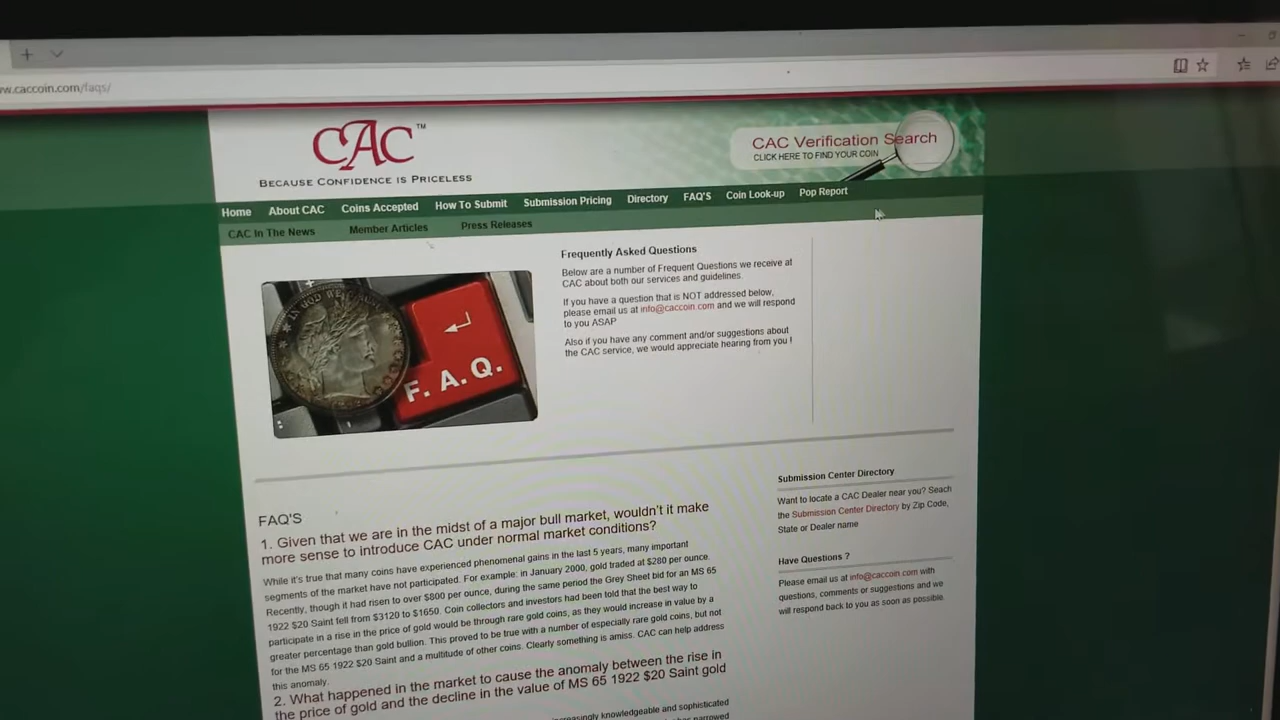 ww.caccoin.com/faqs/
CAC™
BECAUSE CONFIDENCE IS PRICELESS
CAC Verification Search
CLICK HERE TO FIND YOUR COIN
Home About CAC Coins Accepted How To Submit Submission Pricing Directory FAQ'S Coin Look-up Pop Report
CAC In The News Member Articles Press Releases
IN GOD WE
F. A. Q.
Frequently Asked Questions
Below are a number of Frequent Questions we receive at
CAC about both our services and guidelines.
If you have a question that is NOT addressed below,
please email us at info@caccoin.com and we will respond
to you ASAP
Also if you have any comment and/or suggestions about
the CAC service, we would appreciate hearing from you !
FAQ'S
1. Given that we are in the midst of a major bull market, wouldn't it make
more sense to introduce CAC under normal market conditions?
While it's true that many coins have experienced phenomenal gains in the last 5 years, many important
segments of the market have not participated. For example: in January 2000, gold traded at $280 per ounce.
Recently, though it had risen to over $800 per ounce, during the same period the Grey Sheet bid for an MS 65
1922 $20 Saint fell from $3120 to $1650. Coin collectors and investors had been told that the best way to
participate in a rise in the price of gold would be through rare gold coins, as they would increase in value by a
greater percentage than gold bullion. This proved to be true with a number of especially rare gold coins, but not
for the MS 65 1922 $20 Saint and a multitude of other coins. Clearly something is amiss. CAC can help address
this anomaly.
2. What happened in the market to cause the anomaly between the rise in
the price of gold and the decline in the value of MS 65 1922 $20 Saint gold
increasingly knowledgeable and sophisticated
narrowed
Submission Center Directory
Want to locate a CAC Dealer near you? Seach
the Submission Center Directory by Zip Code,
State or Dealer name
Have Questions ?
Please email us at info@caccoin.com with
questions, comments or suggestions and we
will respond back to you as soon as possible.